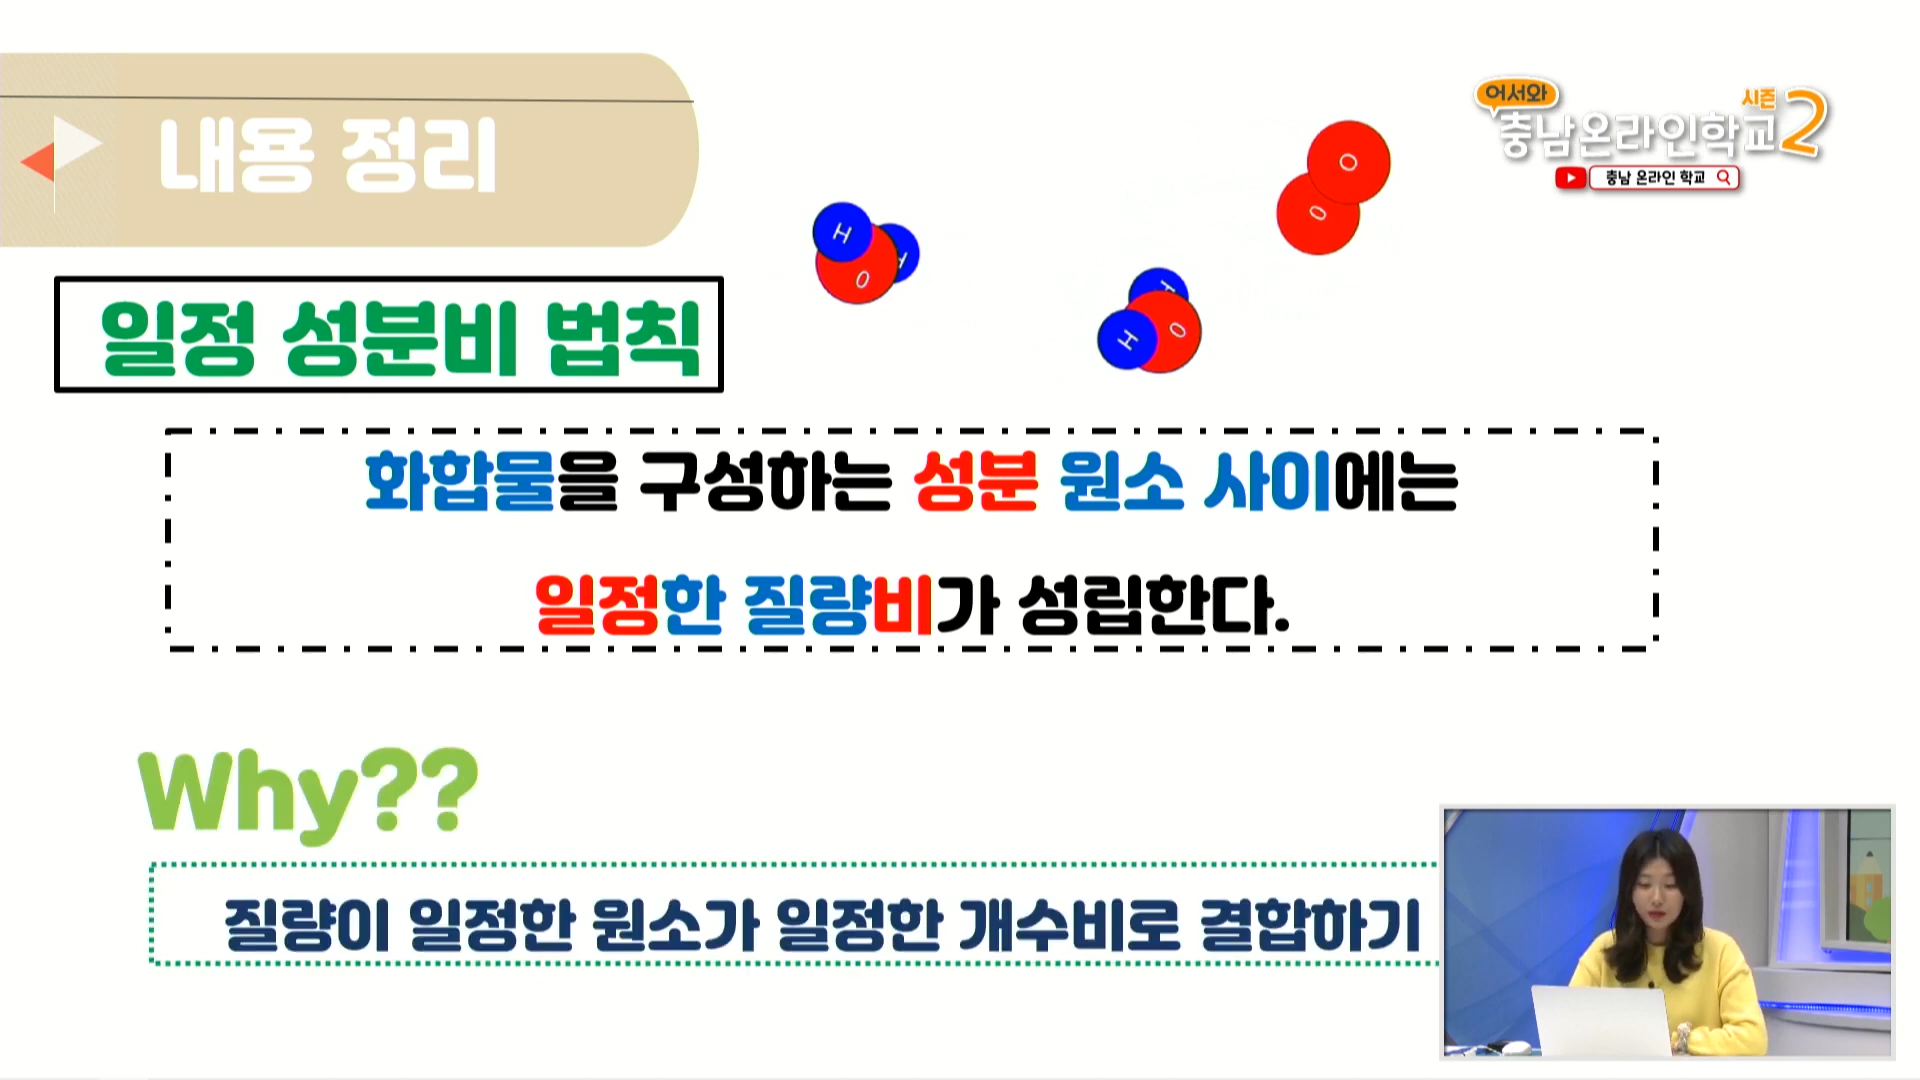 내용 정리
어서와
시즌
충남온라인학교2
충남 온라인 학교
O
O
H
H
O
H
H
O
일정 성분비 법칙
화합물을 구성하는 성분 원소 사이에는
일정한 질량비가 성립한다.
Why??
질량이 일정한 원소가 일정한 개수비로 결합하기